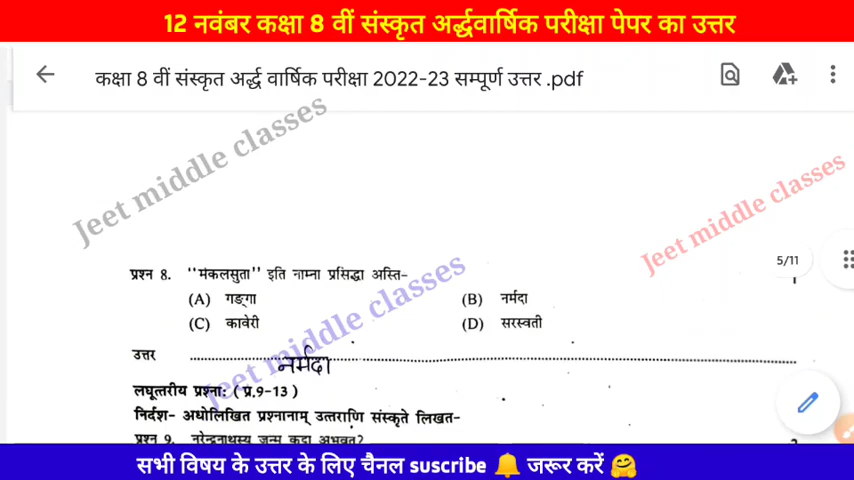 12 नवंबर कक्षा 8 वीं संस्कृत अर्द्धवार्षिक परीक्षा पेपर का उत्तर
कक्षा 8 वीं संस्कृत अर्द्ध वार्षिक परीक्षा 2022-23 सम्पूर्ण उत्तर .pdf
Jeet middle classes
Jeet middle classes
5/11
प्रश्न 8. "मंकलसुता" इति नाम्ना प्रसिद्धा अस्ति- 1
(A) गङ्गा (B) नर्मदा
(C) कावेरी (D) सरस्वती
Jeet middle classes
उत्तर नर्मदा
लघूत्तरीय प्रश्ना: (प्र.9-13)
निर्देश- अधोलिखित प्रश्नानाम् उत्तराणि संस्कृते लिखत-
प्रश्न 9. नरेन्द्रनाथस्य जन्म कदा अभवत्?
सभी विषय के उत्तर के लिए चैनल suscribe 🔔 जरूर करें 🤗